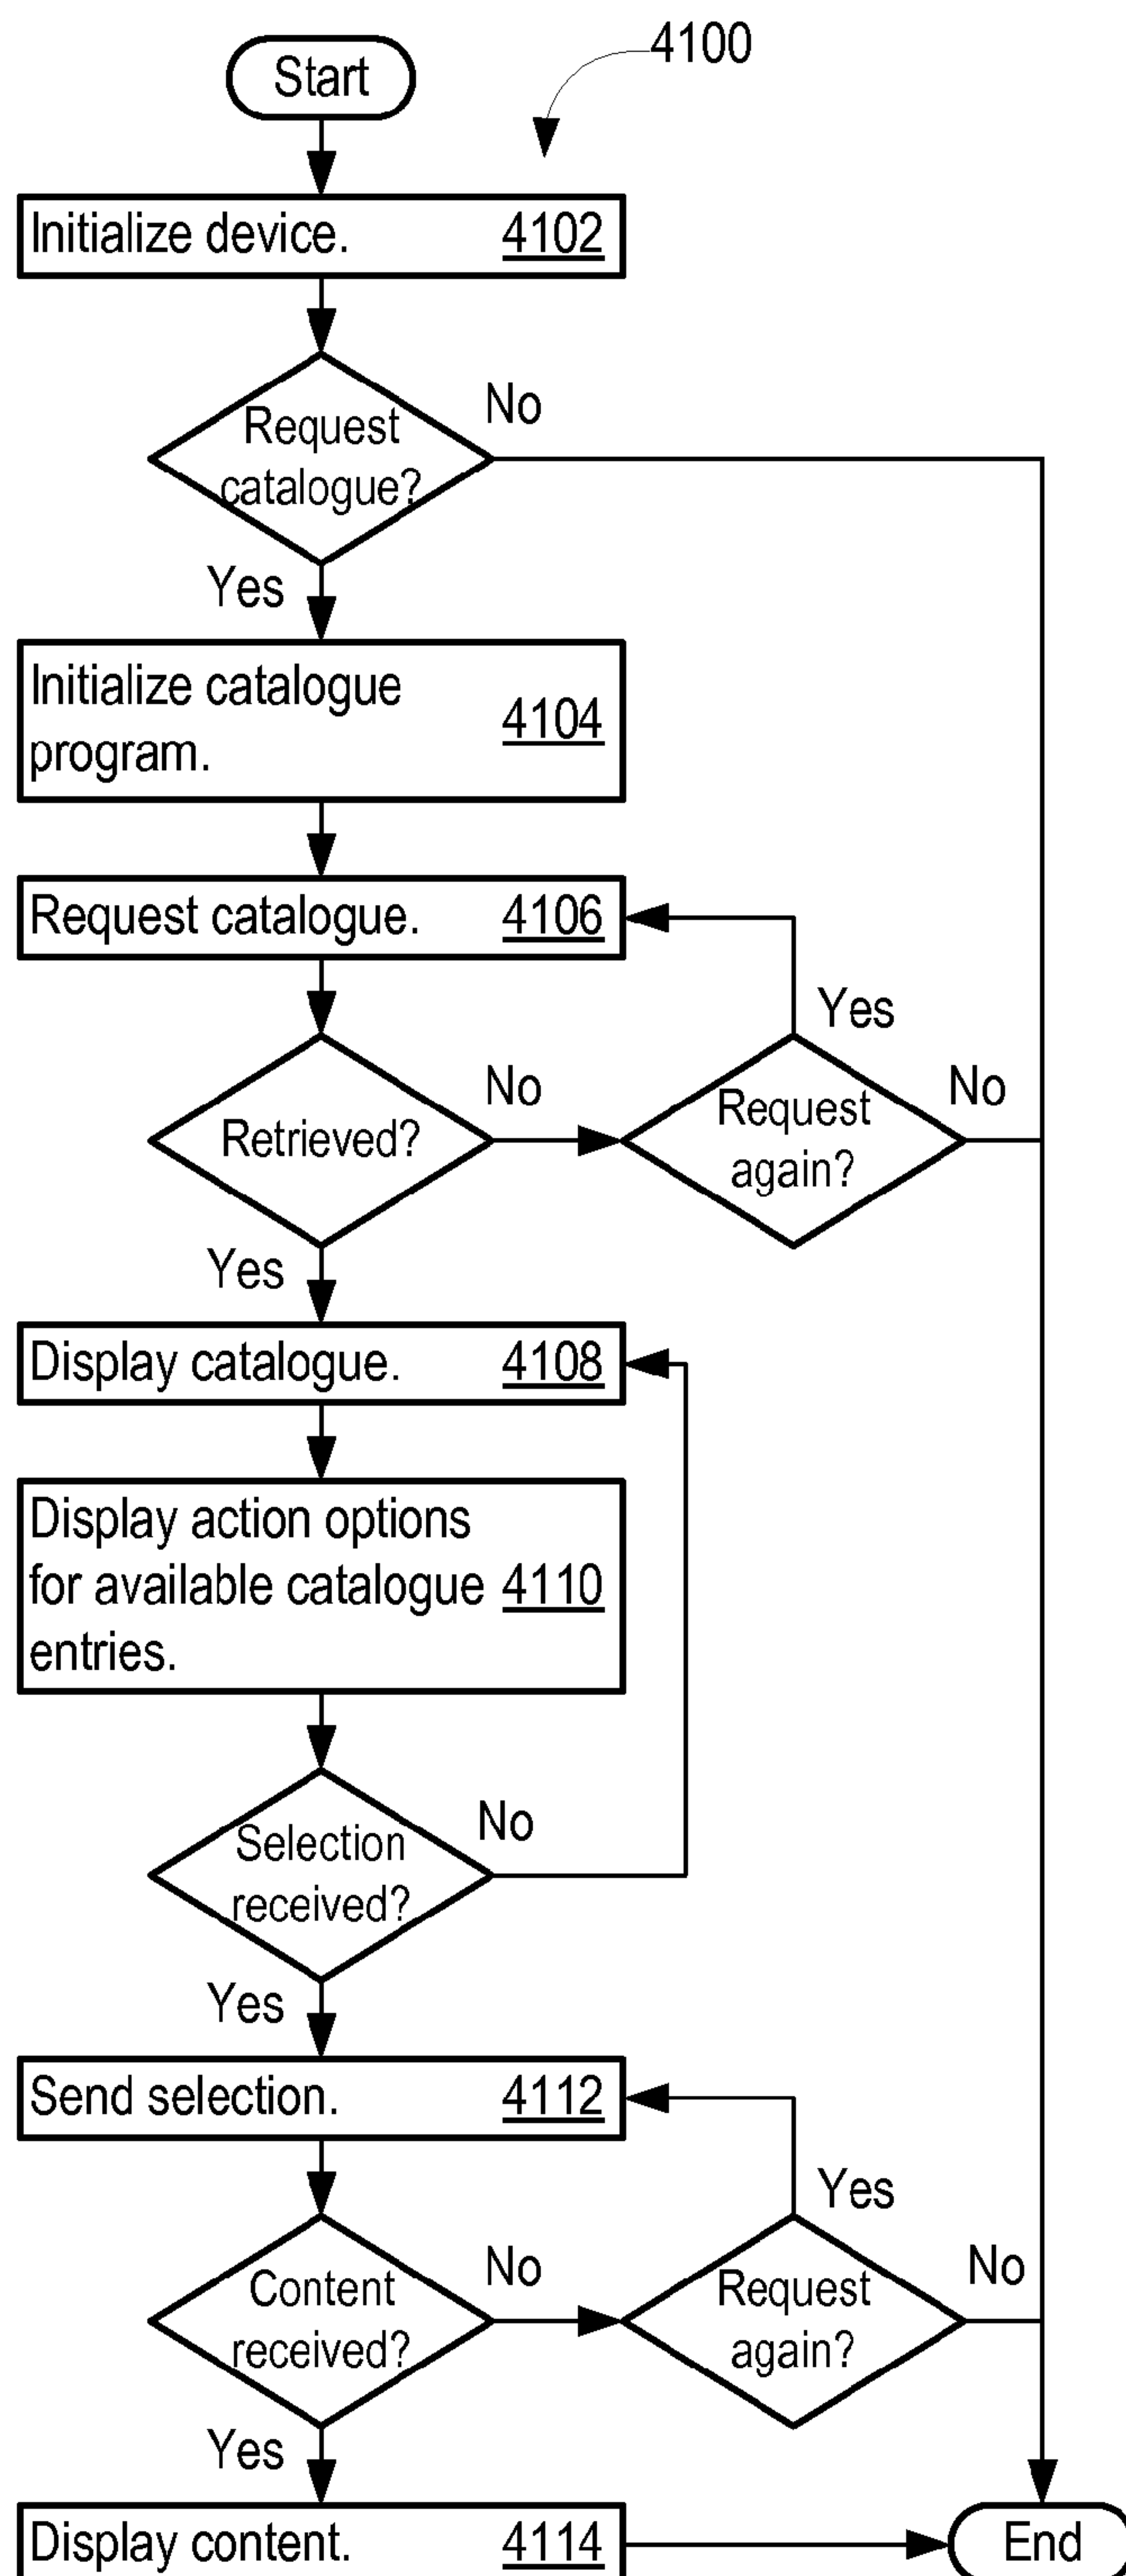 Start
4100
Initialize device. 4102
Request
catalogue?
No
Yes
Initialize catalogue
program.
4104
Request catalogue. 4106
Yes
Retrieved?
No
Request
again?
No
Yes
Display catalogue. 4108
Display action options
for available catalogue 4110
entries.
Selection
received?
No
Yes
Send selection. 4112
Yes
Content
received?
No
Request
again?
No
Yes
Display content. 4114
End